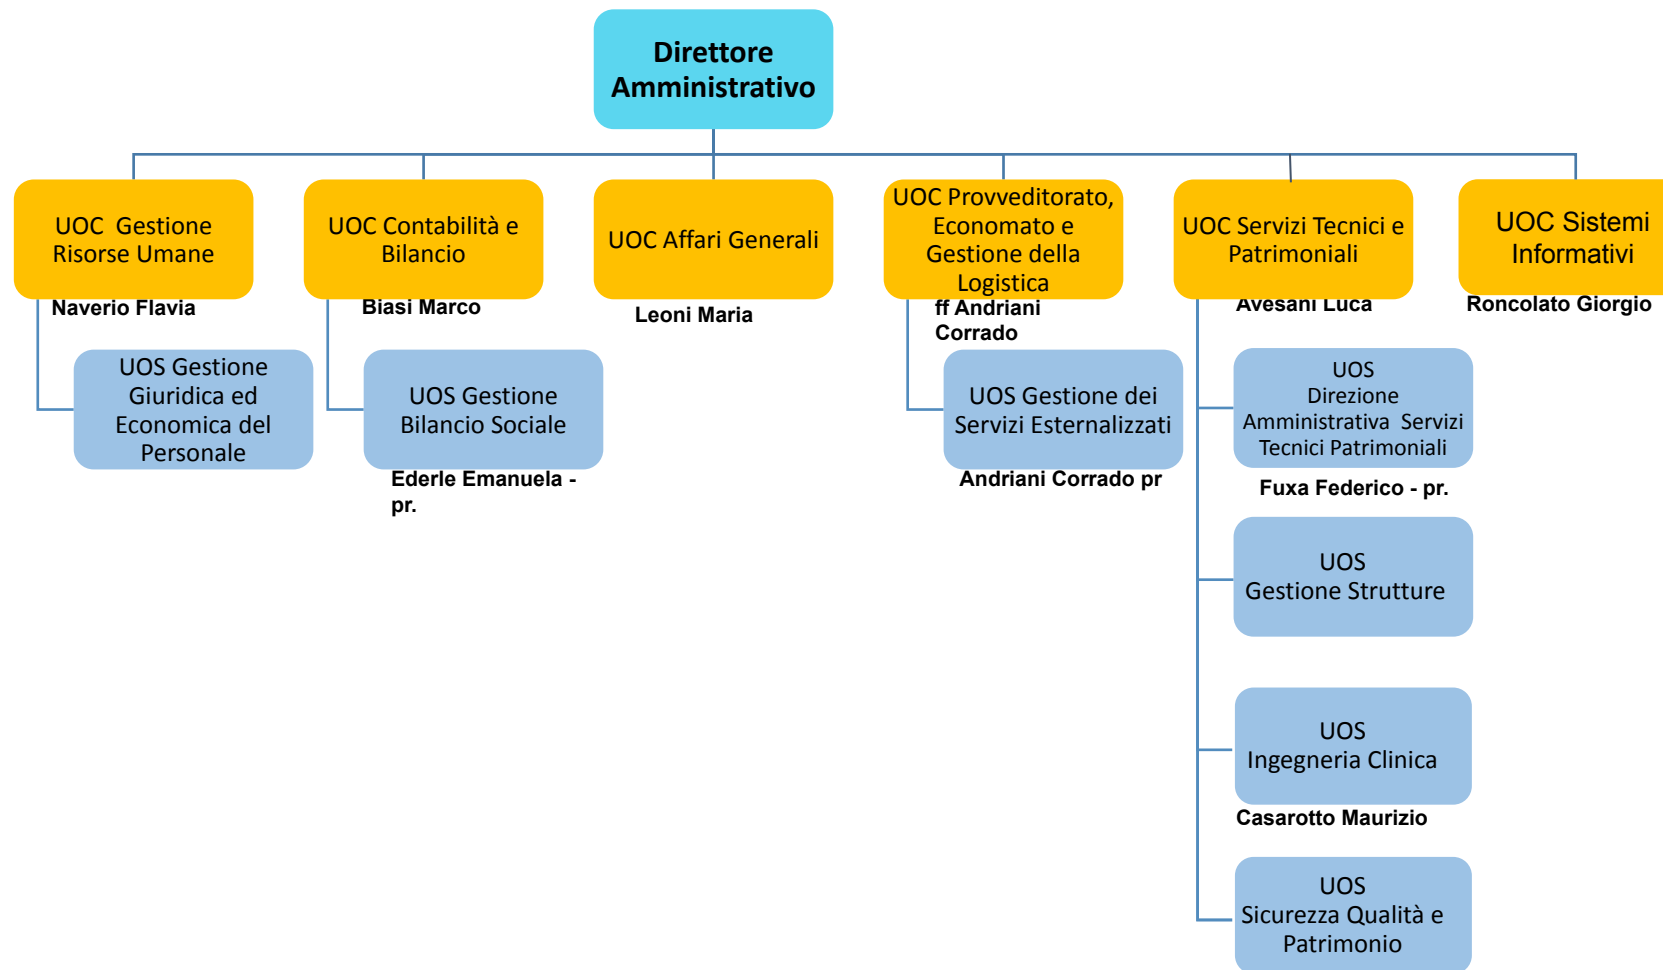 Direttore
Amministrativo
UOC Gestione
Risorse Umane
Naverio Flavia
UOS Gestione
Giuridica ed
Economica del
Personale
UOC Contabilità e
Bilancio
Biasi Marco
UOS Gestione
Bilancio Sociale
Ederle Emanuela -
pr.
UOC Affari Generali
Leoni Maria
UOC Provveditorato,
Economato e
Gestione della
Logistica
ff Andriani
Corrado
UOS Gestione dei
Servizi Esternalizzati
Andriani Corrado pr
UOC Servizi Tecnici e
Patrimoniali
Avesani Luca
UOS
Direzione
Amministrativa Servizi
Tecnici Patrimoniali
Fuxa Federico - pr.
UOS
Gestione Strutture
UOS
Ingegneria Clinica
Casarotto Maurizio
UOS
Sicurezza Qualità e
Patrimonio
UOC Sistemi
Informativi
Roncolato Giorgio